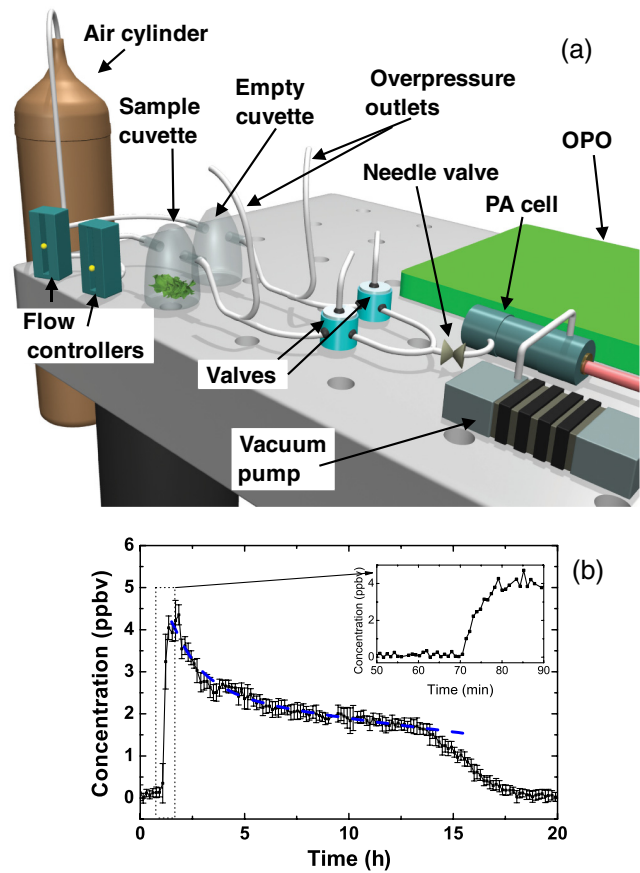 (a)
Air cylinder
Sample
cuvette
Empty
cuvette
Overpressure
outlets
Needle valve
OPO
PA cell
Flow
controllers
Valves
Vacuum
pump
(b)
Concentration (ppbv)
6
5
4
3
2
1
0
0
5
10
15
20
Time (h)
Concentration (ppbv)
4
2
0
50
60
70
80
90
Time (min)